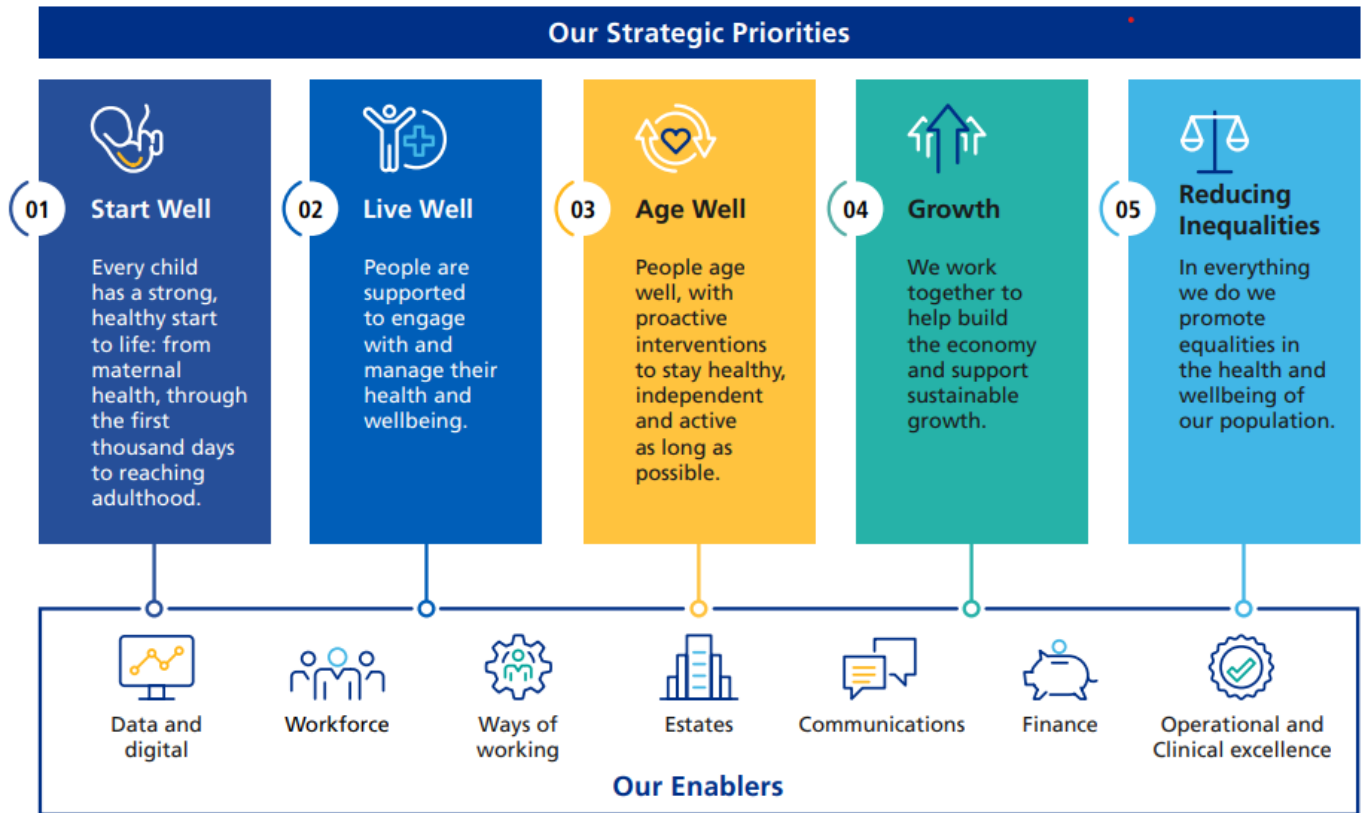 Our Strategic Priorities
01
Start Well
Every child
has a strong,
healthy start
to life: from
maternal
health, through
the first
thousand days
to reaching
adulthood.
02
Live Well
People are
supported
to engage
with and
manage their
health and
wellbeing.
03
Age Well
People age
well, with
proactive
interventions
to stay healthy,
independent
and active
as long as
possible.
04
Growth
We work
together to
help build
the economy
and support
sustainable
growth.
05
Reducing
Inequalities
In everything
we do we
promote
equalities in
the health and
wellbeing of
our population.
Data and
digital
Workforce
Ways of
working
Estates
Communications
Finance
Operational and
Clinical excellence
Our Enablers